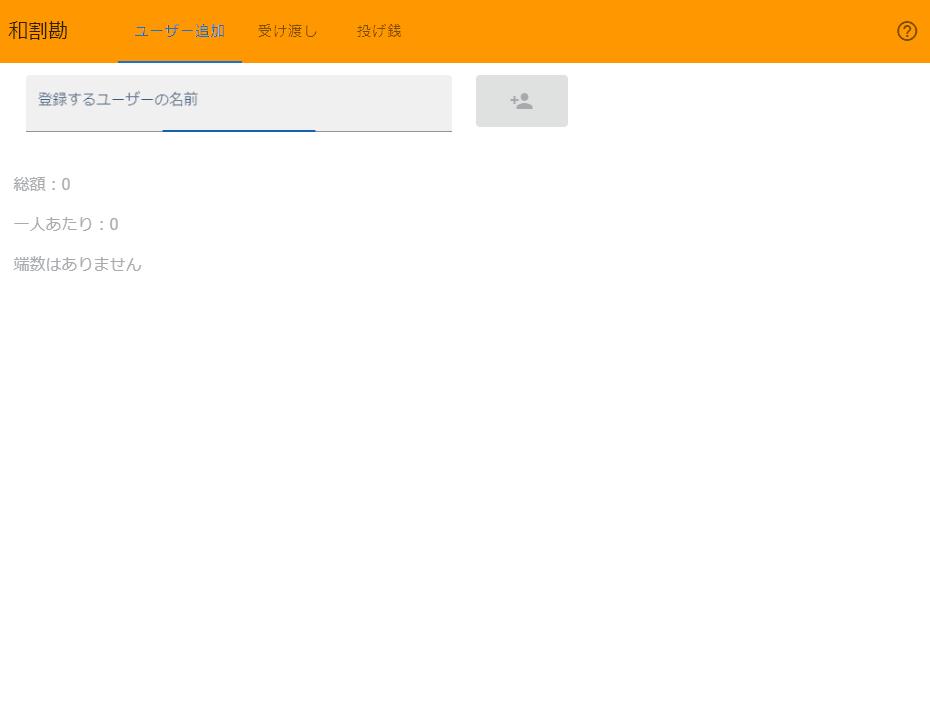 和割勘 ユーザー追加 受け渡し 投げ銭
登録するユーザーの名前
総額：0
一人あたり：0
端数はありません